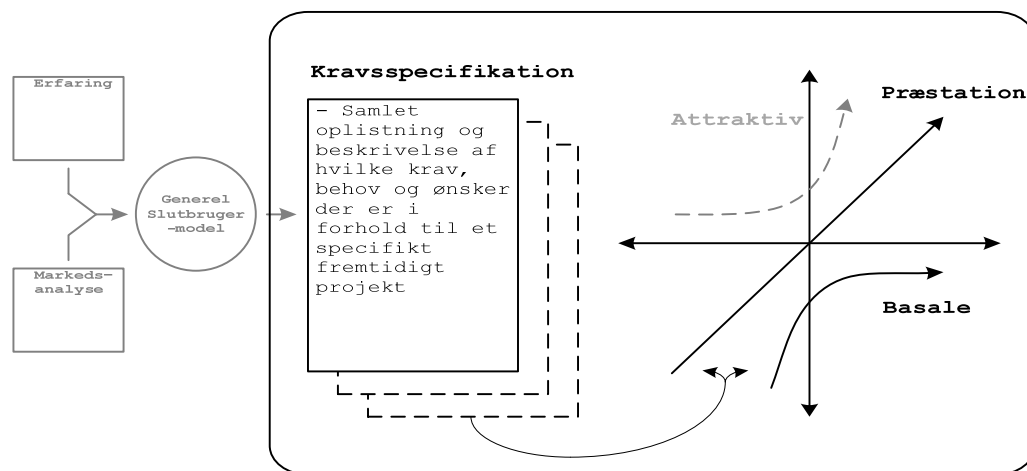 Erfaring
Markeds-
analyse
Generel
Slutbruger
-model
Kravsspecifikation
- Samlet
oplistning og
beskrivelse af
hvilke krav,
behov og ønsker
der er i
forhold til et
specifikt
fremtidigt
projekt
Attraktiv
Præstation
Basale